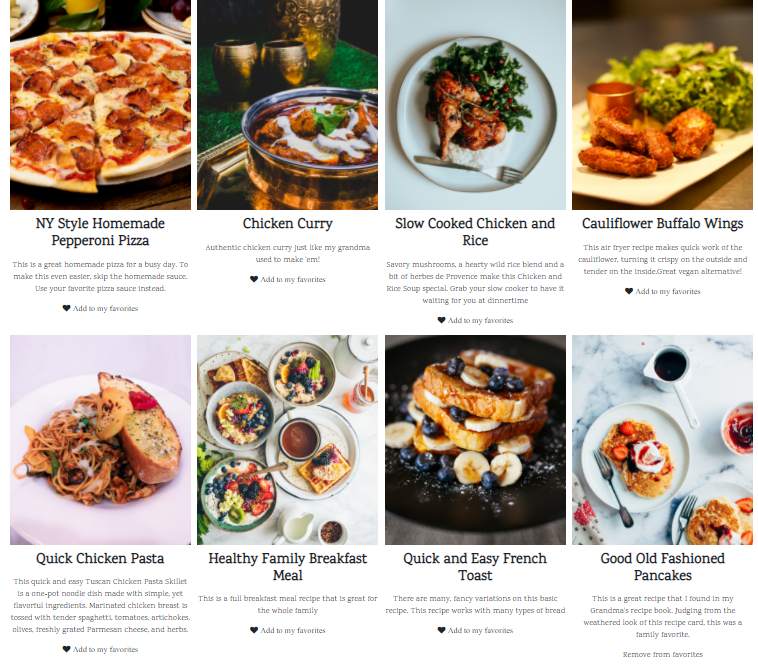 NY Style Homemade
Pepperoni Pizza
This is a great homemade pizza for a busy day. To
make this even easier, skip the homemade sauce.
Use your favorite pizza sauce instead.
Add to my favorites
Chicken Curry
Authentic chicken curry just like my grandma
used to make 'em!
Add to my favorites
Slow Cooked Chicken and
Rice
Savory mushrooms, a hearty wild rice blend and a
bit of herbes de Provence make this Chicken and
Rice Soup special. Grab your slow cooker to have it
waiting for you at dinnertime
Add to my favorites
Cauliflower Buffalo Wings
This air fryer recipe makes quick work of the
cauliflower, turning it crispy on the outside and
tender on the inside.Great vegan alternative!
Add to my favorites
Quick Chicken Pasta
This quick and easy Tuscan Chicken Pasta Skillet
is a one-pot noodle dish made with simple, yet
flavorful ingredients. Marinated chicken breast is
tossed with tender spaghetti, tomatoes, artichokes,
olives, freshly grated Parmesan cheese, and herbs.
Add to my favorites
Healthy Family Breakfast
Meal
This is a full breakfast meal recipe that is great for
the whole family
Add to my favorites
Quick and Easy French
Toast
There are many, fancy variations on this basic
recipe. This recipe works with many types of bread
Add to my favorites
Good Old Fashioned
Pancakes
This is a great recipe that I found in my
Grandma's recipe book. Judging from the
weathered look of this recipe card, this was a
family favorite.
Remove from favorites